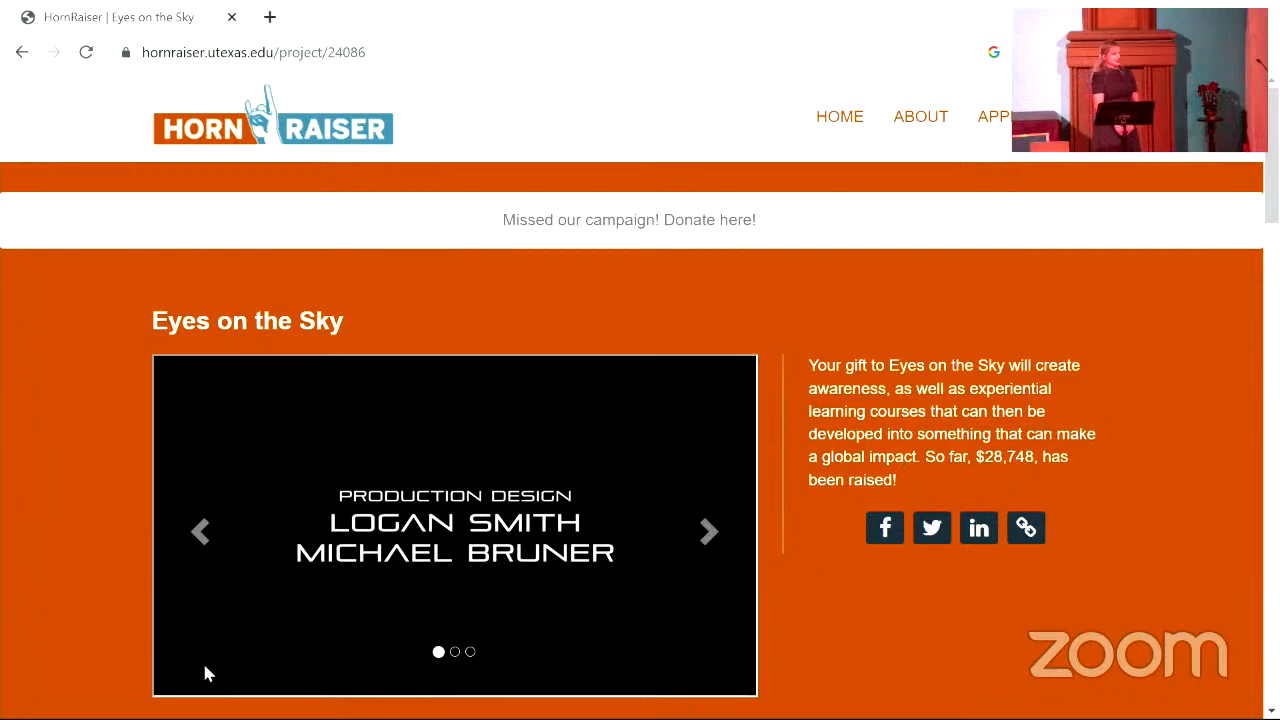 HornRaiser | Eyes on the Sky
hornraiser.utexas.edu/project/24086
HORN RAISER
HOME ABOUT APP
Missed our campaign! Donate here!
Eyes on the Sky
Your gift to Eyes on the Sky will create
awareness, as well as experiential
learning courses that can then be
developed into something that can make
a global impact. So far, $28,748, has
been raised!
PRODUCTION DESIGN
LOGAN SMITH
MICHAEL BRUNER
zoom